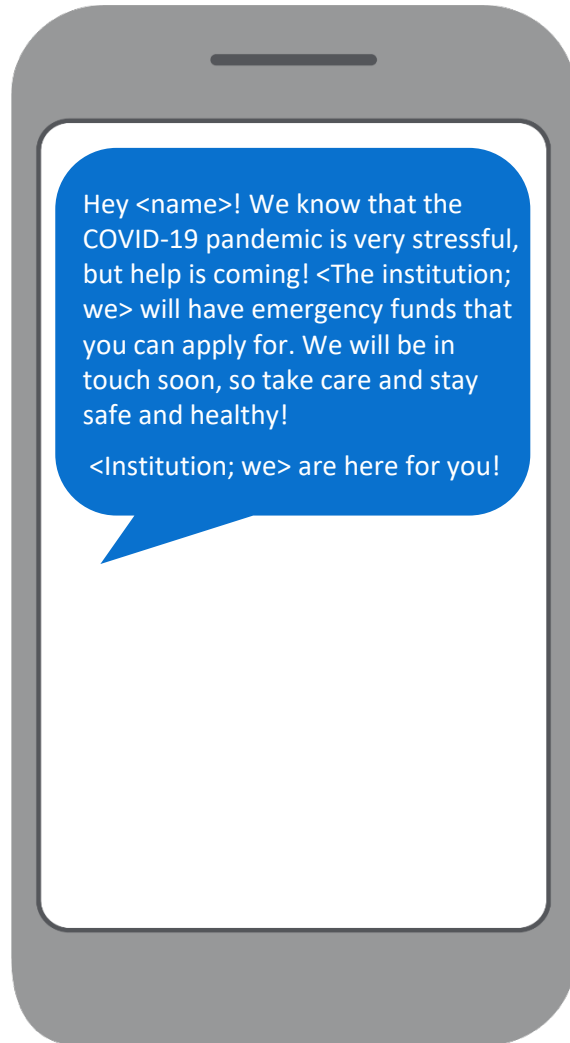 Hey <name>! We know that the
COVID-19 pandemic is very stressful,
but help is coming! <The institution;
we> will have emergency funds that
you can apply for. We will be in
touch soon, so take care and stay
safe and healthy!
<Institution; we> are here for you!